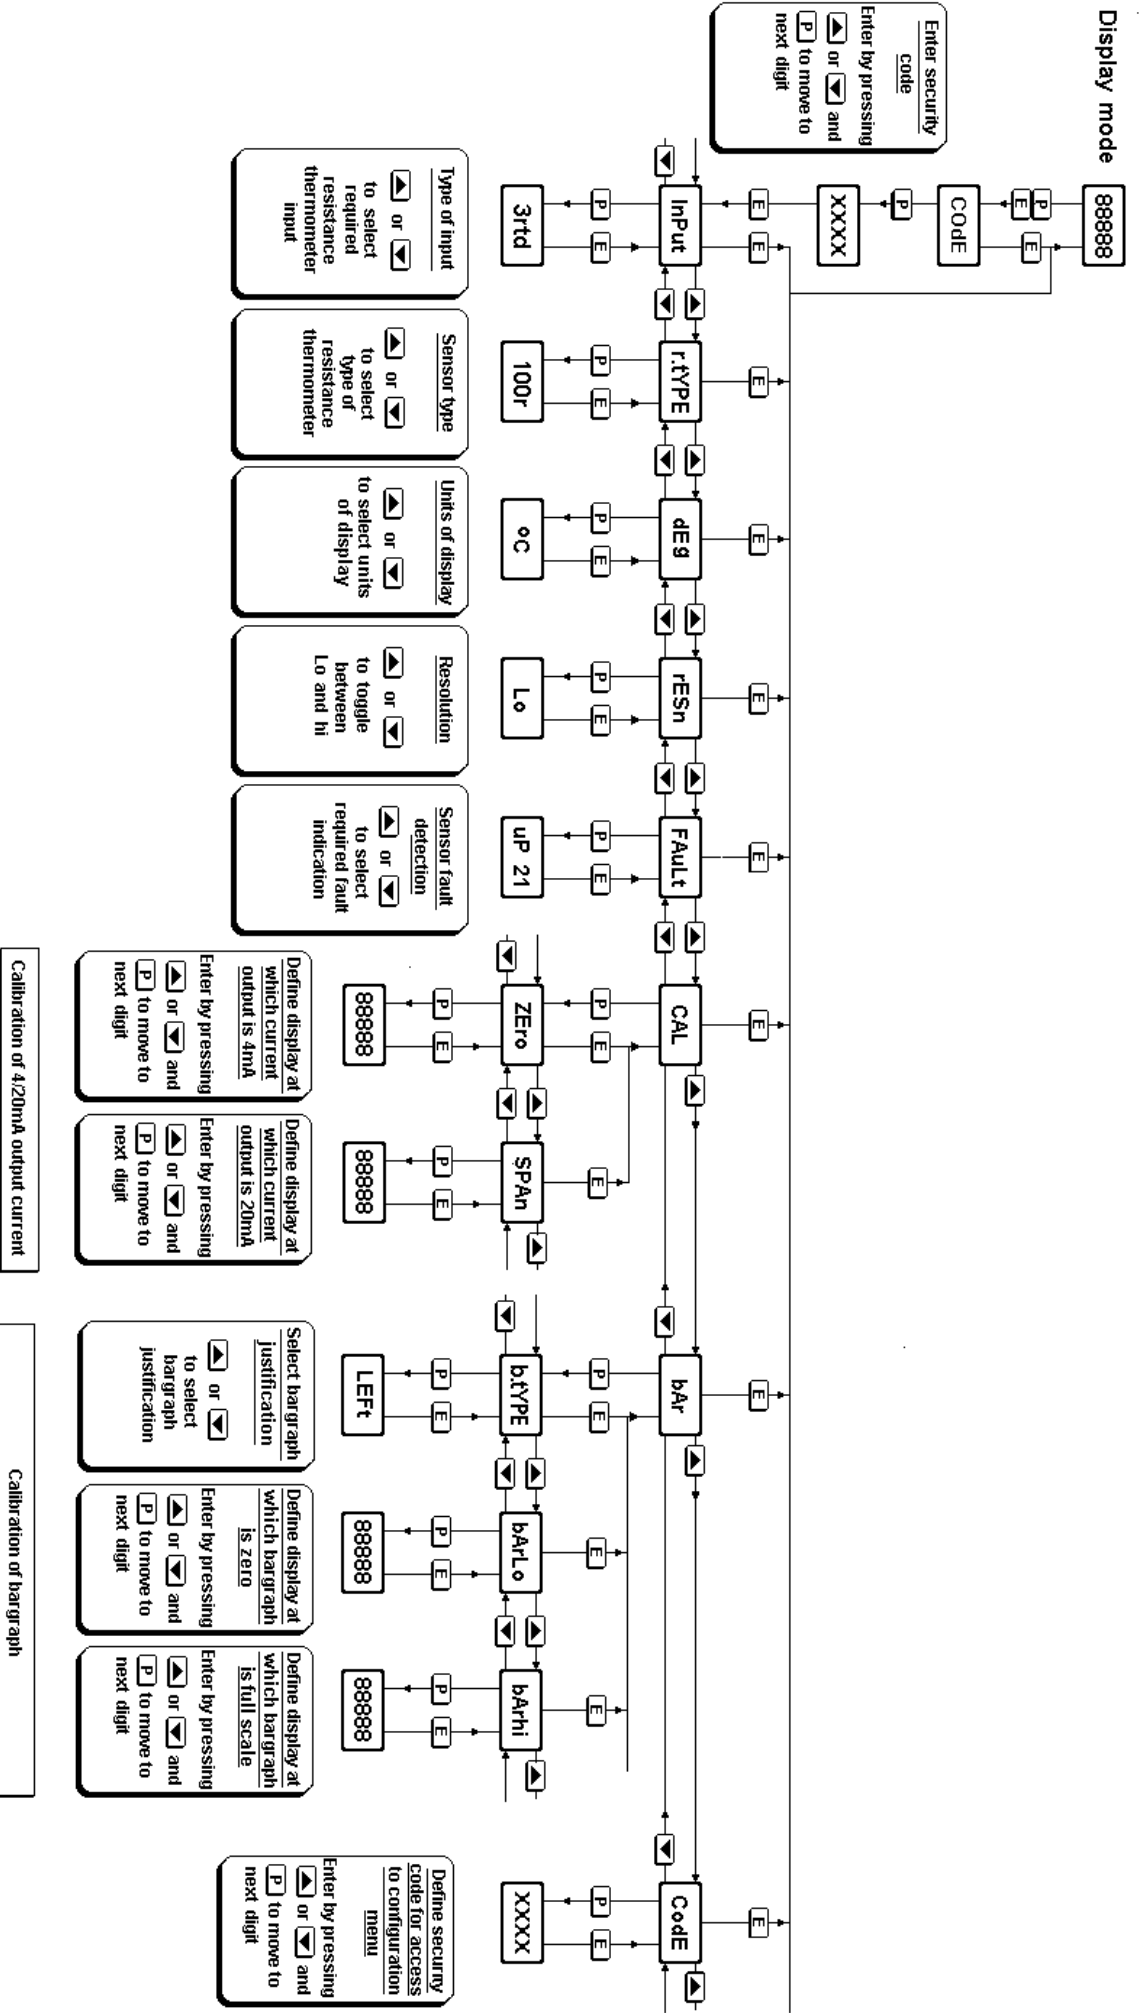 Display mode
88888
P
E
E
COdE
P
XXXX
E
E
Enter security
code
Enter by pressing
▲ or ▼ and
P to move to
next digit
InPut
P
E
3rtd
Type of input
▲ or ▼
to select
required
resistance
thermometer
input
E
r.tYPE
P
E
100r
Sensor type
▲ or ▼
to select
type of
resistance
thermometer
E
dEg
P
E
°C
Units of display
▲ or ▼
to select units
of display
E
rESn
P
E
Lo
Resolution
▲ or ▼
to toggle
between
Lo and hi
E
FAuLt
P
E
uP 21
Sensor fault
detection
▲ or ▼
to select
required fault
indication
E
CAL
P
E
ZEro
P
E
88888
Define display at
which current
output is 4mA
Enter by pressing
▲ or ▼ and
P to move to
next digit
E
SPAn
P
E
88888
Define display at
which current
output is 20mA
Enter by pressing
▲ or ▼ and
P to move to
next digit
Calibration of 4/20mA output current
E
bAr
P
E
b.tYPE
P
E
LEFt
Select bargraph
justification
▲ or ▼
to select
bargraph
justification
E
bArLo
P
E
88888
Define display at
which bargraph
is zero
Enter by pressing
▲ or ▼ and
P to move to
next digit
E
bArhi
P
E
88888
Define display at
which bargraph
is full scale
Enter by pressing
▲ or ▼ and
P to move to
next digit
Calibration of bargraph
E
CodE
P
E
XXXX
Define security
code for access
to configuration
menu
Enter by pressing
▲ or ▼ and
P to move to
next digit